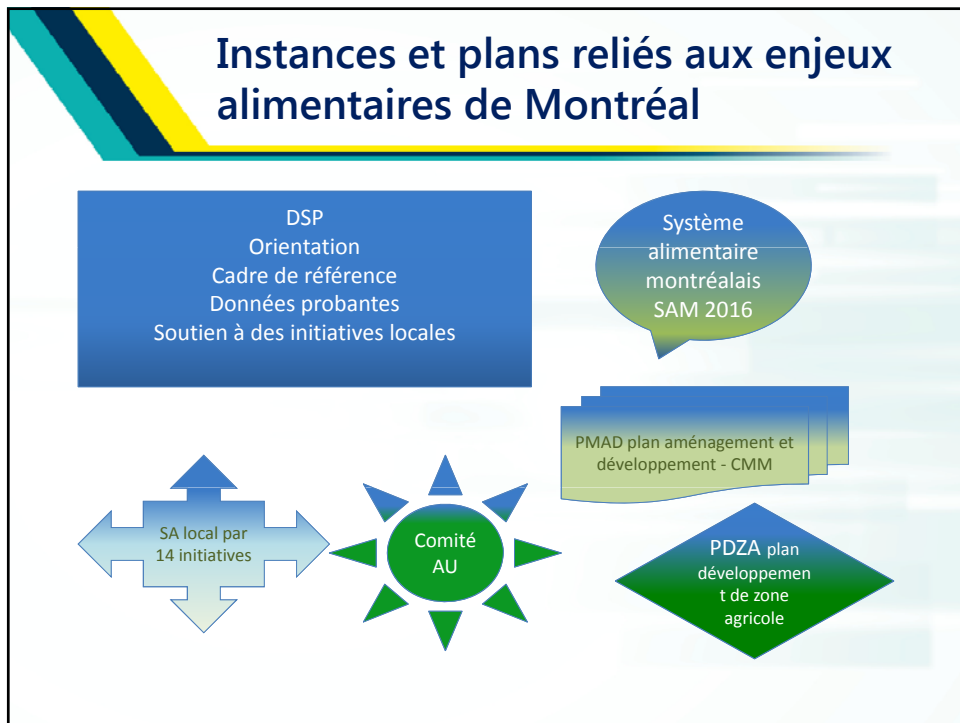 Instances et plans reliés aux enjeux
alimentaires de Montréal
DSP
Orientation
Cadre de référence
Données probantes
Soutien à des initiatives locales
Système
alimentaire
montréalais
SAM 2016
PMAD plan aménagement et
développement - CMM
SA local par
14 initiatives
Comité
AU
PDZA plan
développemen
t de zone
agricole